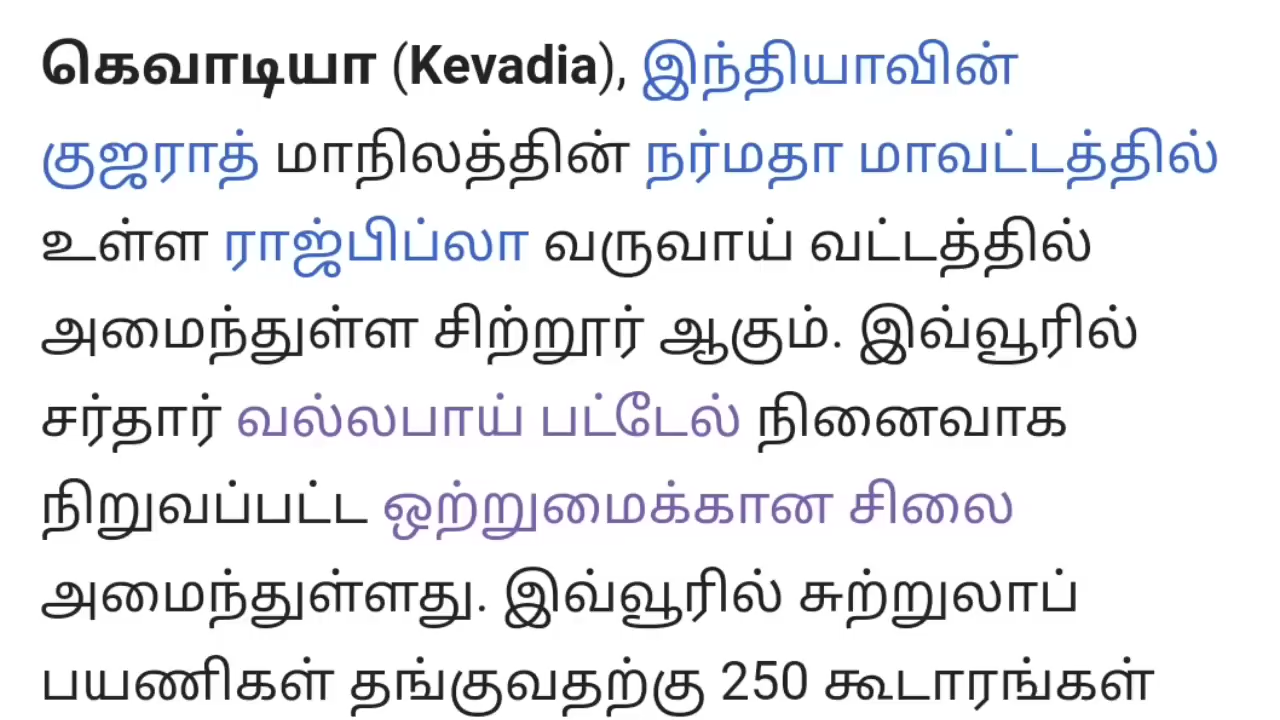 கெவாடியா (Kevadia), இந்தியாவின்
குஜராத் மாநிலத்தின் நர்மதா மாவட்டத்தில்
உள்ள ராஜ்பிப்லா வருவாய் வட்டத்தில்
அமைந்துள்ள சிற்றூர் ஆகும். இவ்வூரில்
சர்தார் வல்லபாய் பட்டேல் நினைவாக
நிறுவப்பட்ட ஒற்றுமைக்கான சிலை
அமைந்துள்ளது. இவ்வூரில் சுற்றுலாப்
பயணிகள் தங்குவதற்கு 250 கூடாரங்கள்